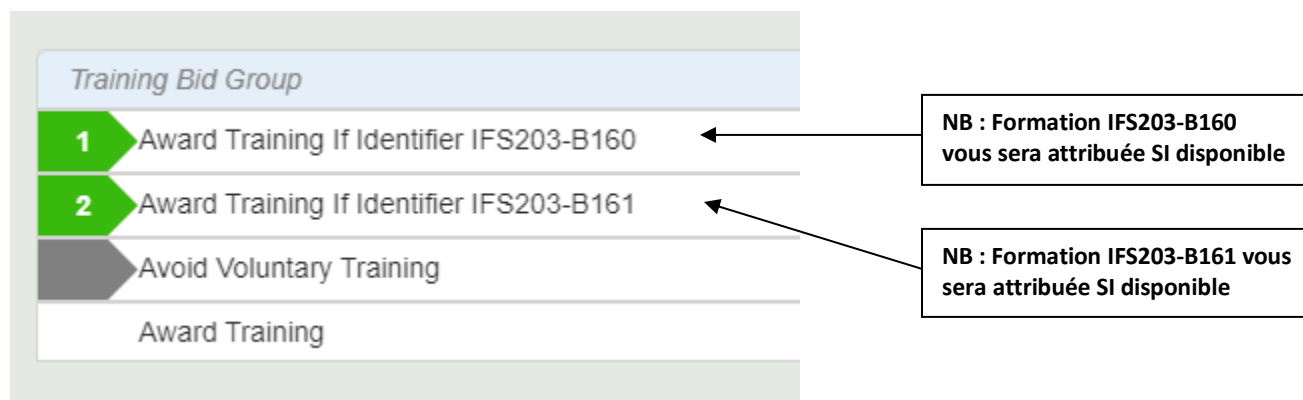 Training Bid Group
1 Award Training If Identifier IFS203-B160
2 Award Training If Identifier IFS203-B161
Avoid Voluntary Training
Award Training
NB : Formation IFS203-B160
vous sera attribuée SI disponible
NB : Formation IFS203-B161 vous
sera attribuée SI disponible